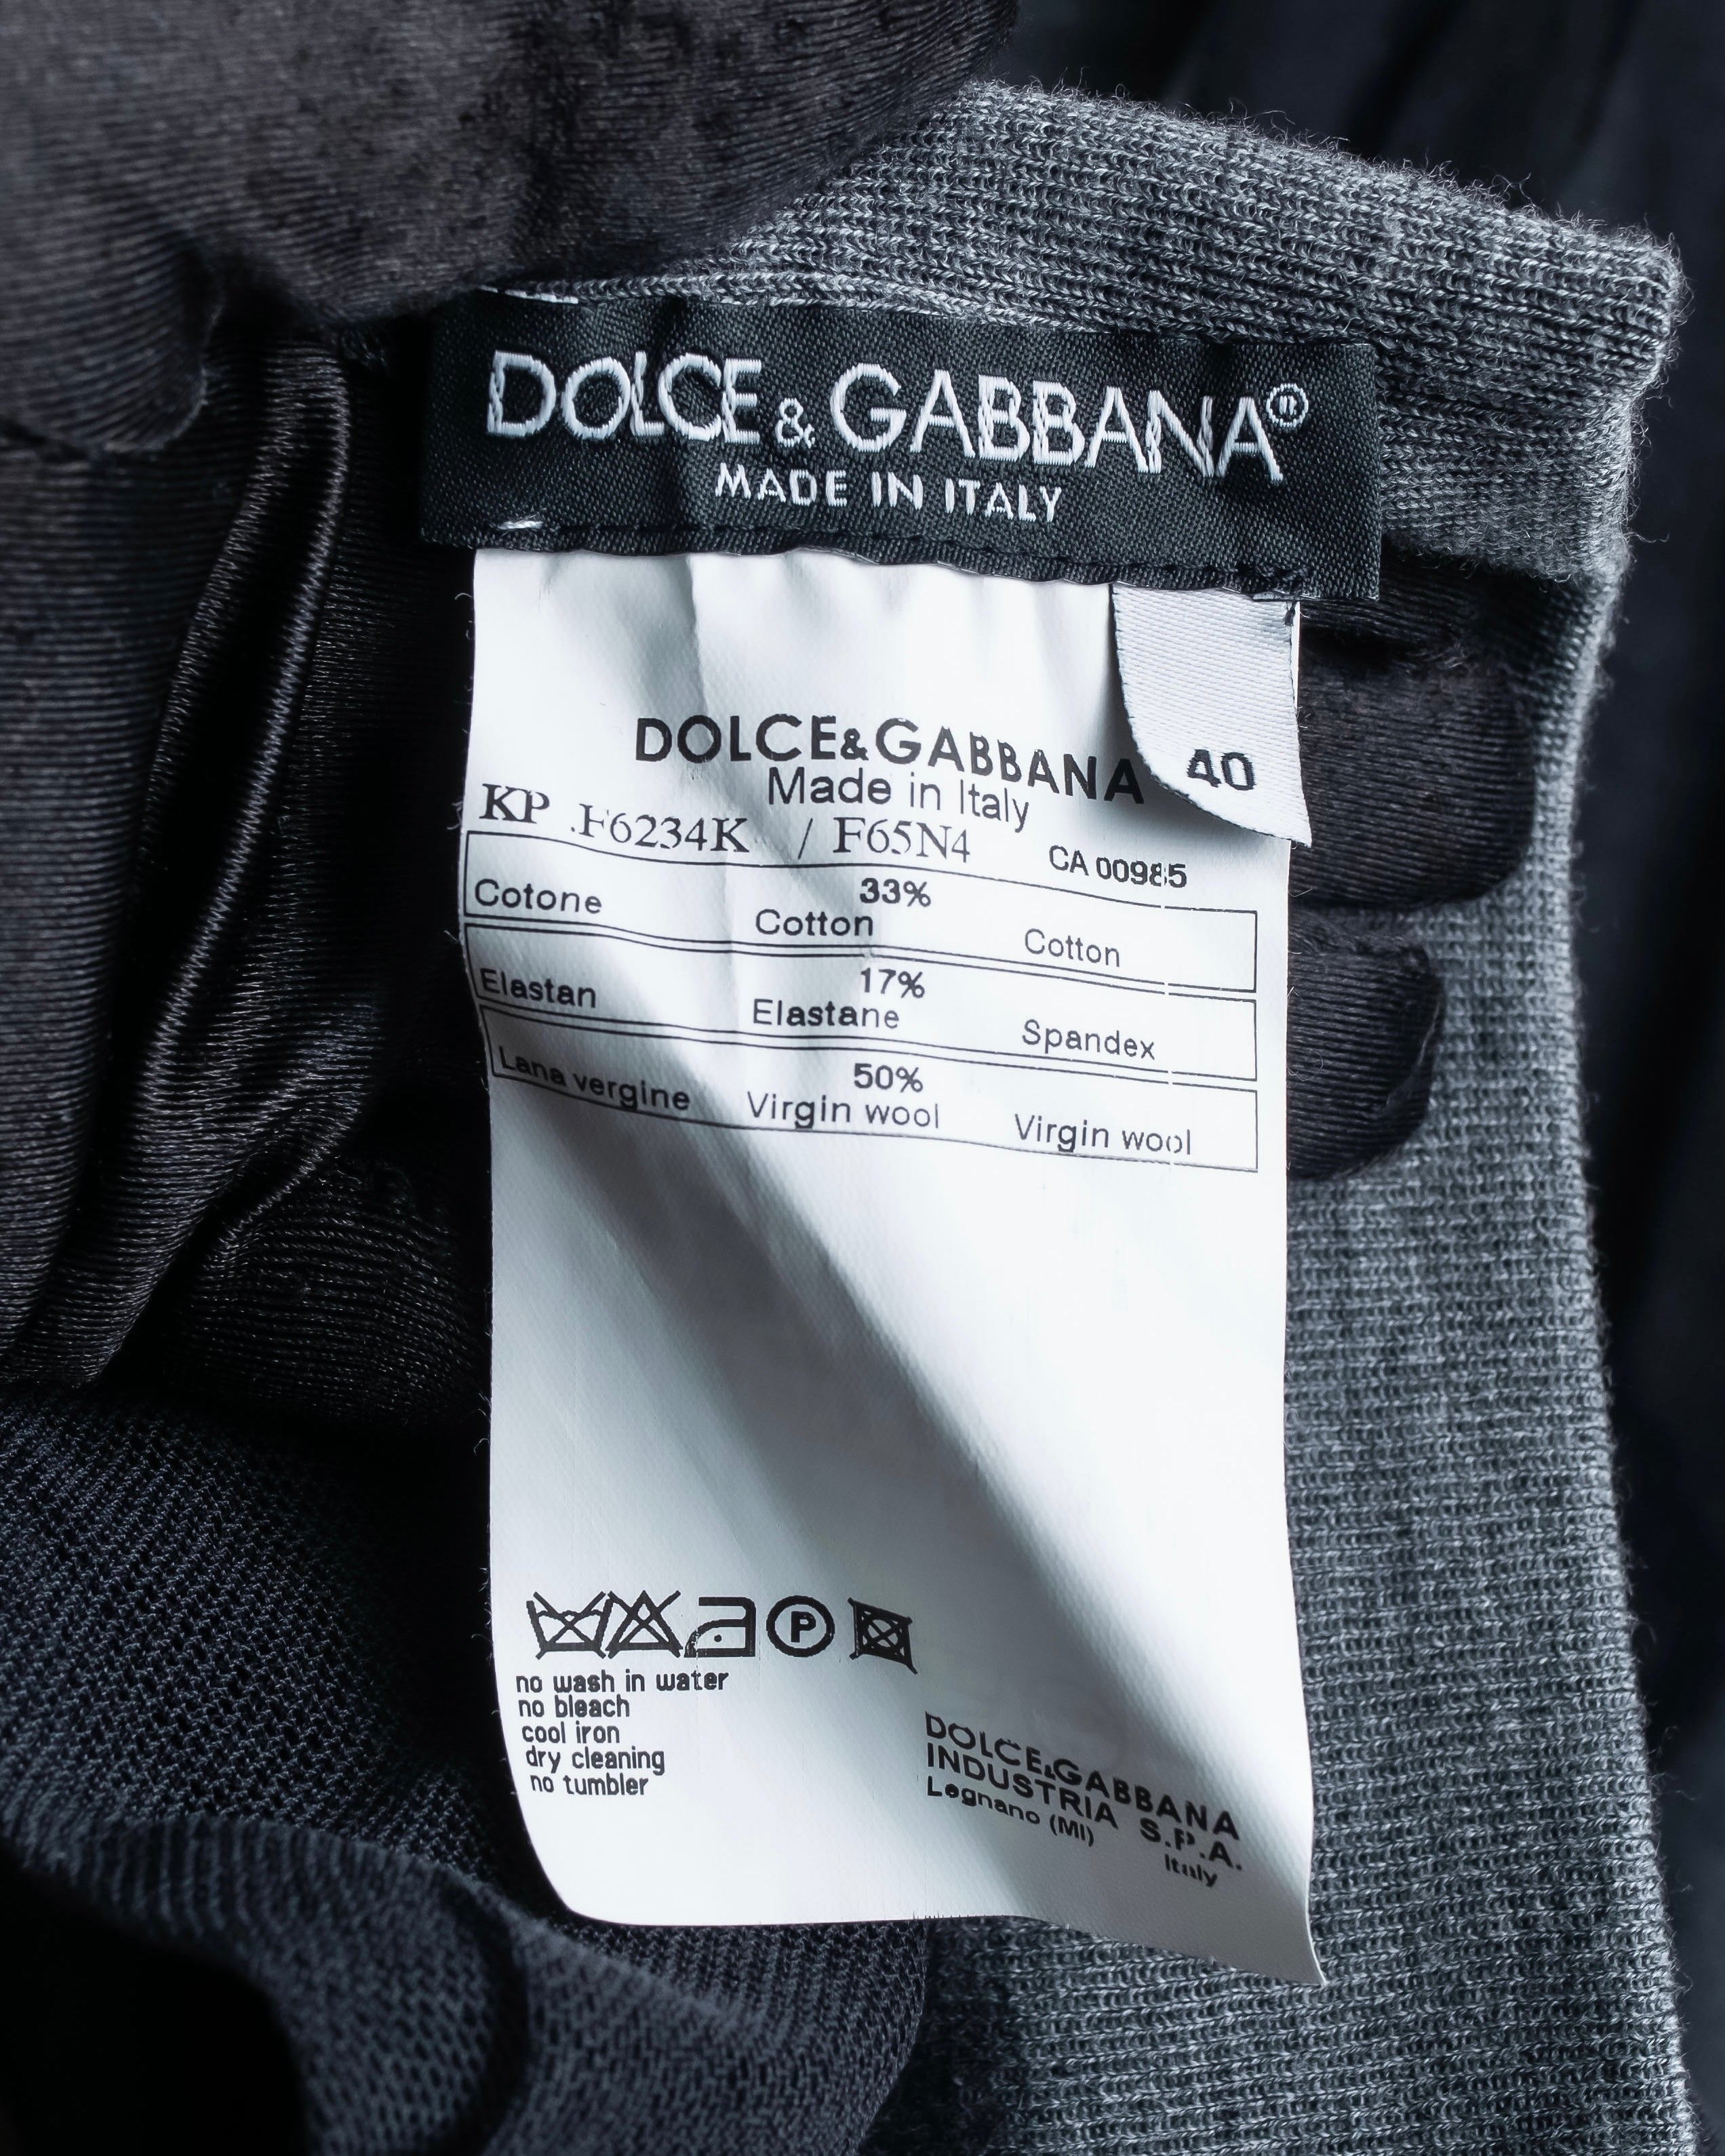 DOLCE & GABBANA®
MADE IN ITALY
40
DOLCE&GABBANA
Made in Italy
KP .F6234K / F65N4 CA 00985
33%
Cotone Cotton Cotton
17%
Elastan Elastane Spandex
50%
Lana vergine Virgin wool Virgin wool
P
no wash in water
no bleach
cool iron
dry cleaning
no tumbler
DOLCE&GABBANA
INDUSTRIA S.P.A.
Legnano (MI)
Italy